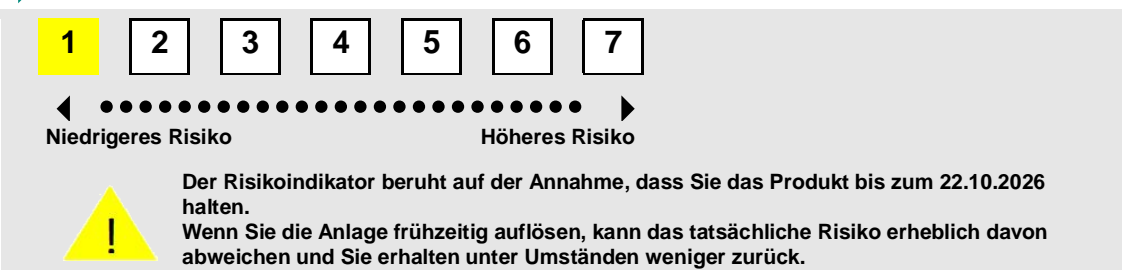 1 2 3 4 5 6 7
Niedrigeres Risiko Höheres Risiko
! Der Risikoindikator beruht auf der Annahme, dass Sie das Produkt bis zum 22.10.2026
halten.
Wenn Sie die Anlage frühzeitig auflösen, kann das tatsächliche Risiko erheblich davon
abweichen und Sie erhalten unter Umständen weniger zurück.